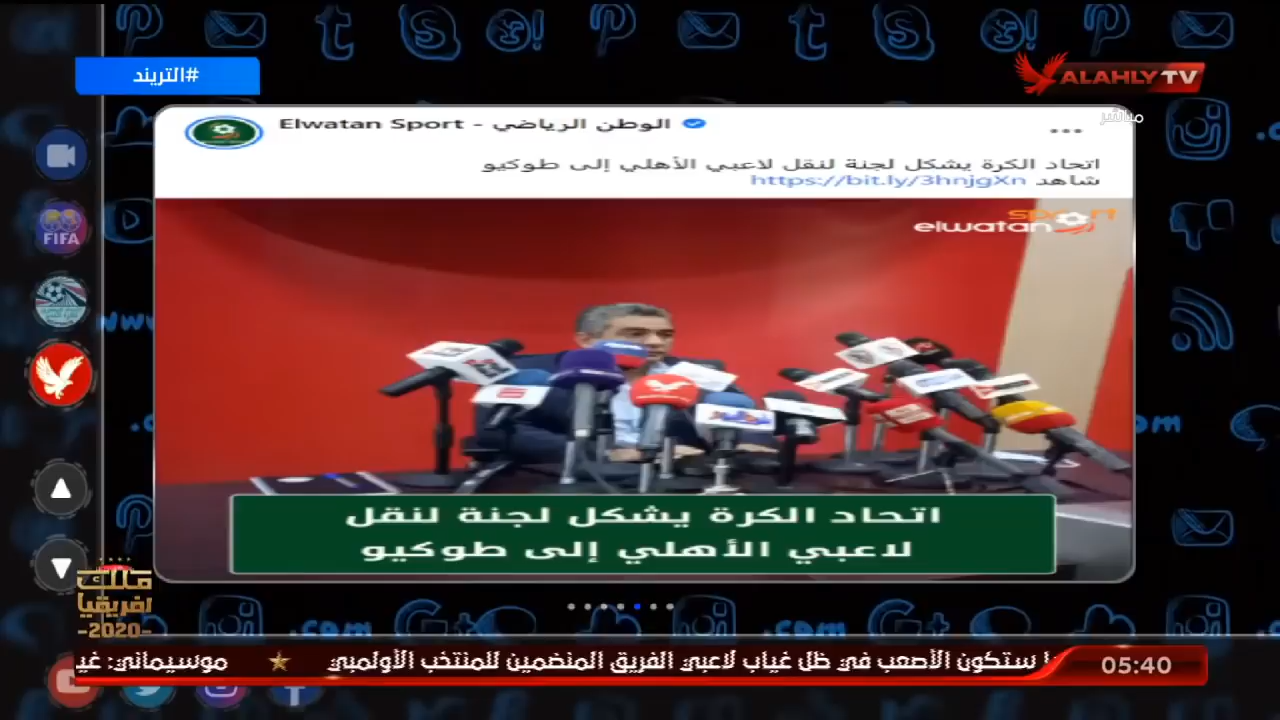 #التريند
ALAHLY TV
مباشر
Elwatan Sport - الوطن الرياضي
اتحاد الكرة يشكل لجنة لنقل لاعبي الأهلي إلى طوكيو
شاهد https://bit.ly/3hnjgXn
sport
elwatan
FIFA
اتحاد الكرة يشكل لجنة لنقل
لاعبي الأهلي إلى طوكيو
ملك
افريقيا
-2020-
ستكون الأصعب في ظل غياب لاعبي الفريق المنضمين للمنتخب الأولمبي ★ موسيماني:
05:40